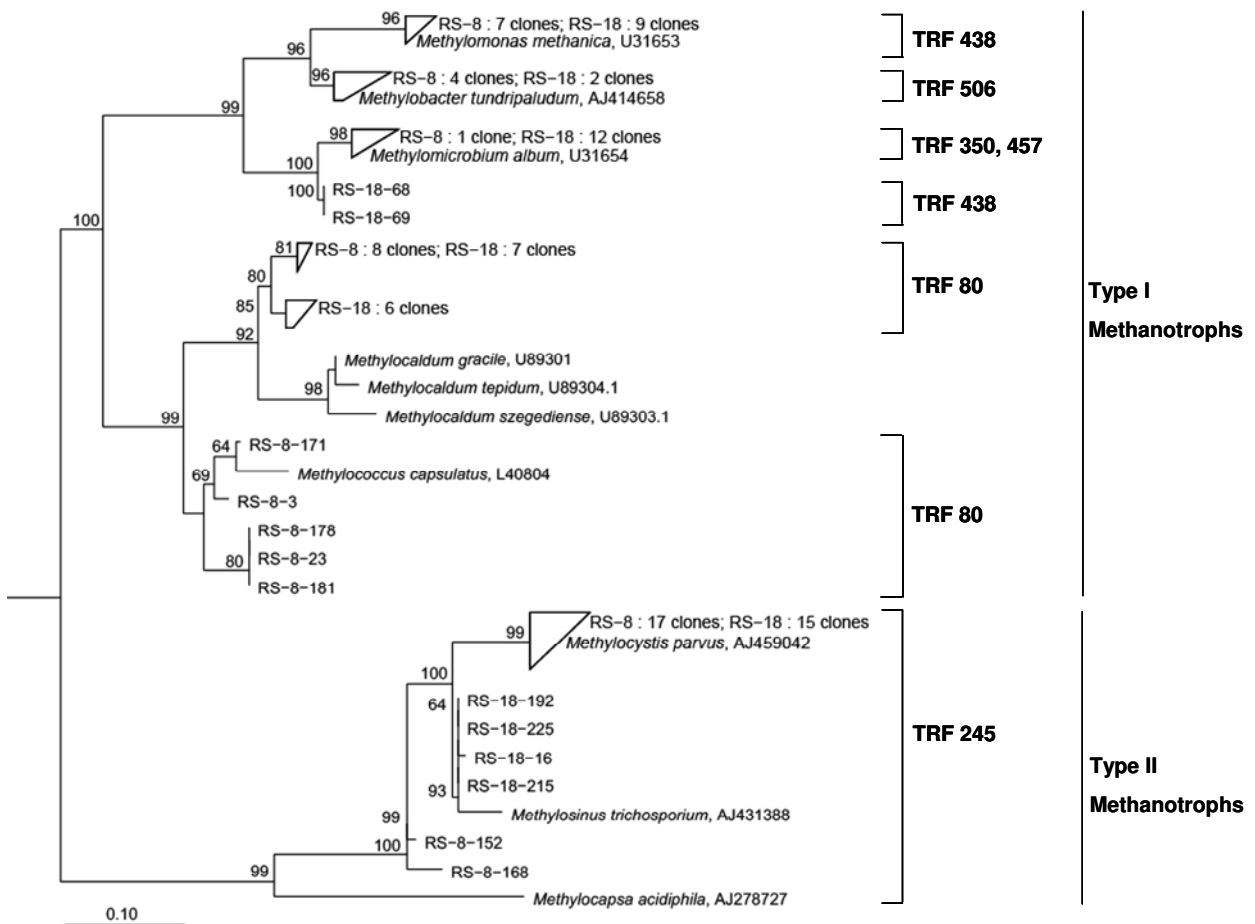 96
RS-8 : 7 clones; RS-18 : 9 clones
Methylomonas methanica, U31653
TRF 438
96
96
RS-8 : 4 clones; RS-18 : 2 clones
Methylobacter tundripaludum, AJ414658
TRF 506
99
98
RS-8 : 1 clone; RS-18 : 12 clones
Methylomicrobium album, U31654
TRF 350, 457
100
100
RS-18-68
RS-18-69
TRF 438
100
81
RS-8 : 8 clones; RS-18 : 7 clones
80
TRF 80
85
RS-18 : 6 clones
92
Type I
Methanotrophs
Methylocaldum gracile, U89301
98
Methylocaldum tepidum, U89304.1
Methylocaldum szegediense, U89303.1
99
64
RS-8-171
69
Methylococcus capsulatus, L40804
RS-8-3
TRF 80
RS-8-178
80
RS-8-23
RS-8-181
99
RS-8 : 17 clones; RS-18 : 15 clones
Methylocystis parvus, AJ459042
100
64
RS-18-192
RS-18-225
TRF 245
RS-18-16
Type II
Methanotrophs
93
RS-18-215
Methylosinus trichosporium, AJ431388
99
RS-8-152
100
RS-8-168
99
Methylocapsa acidiphila, AJ278727
0.10